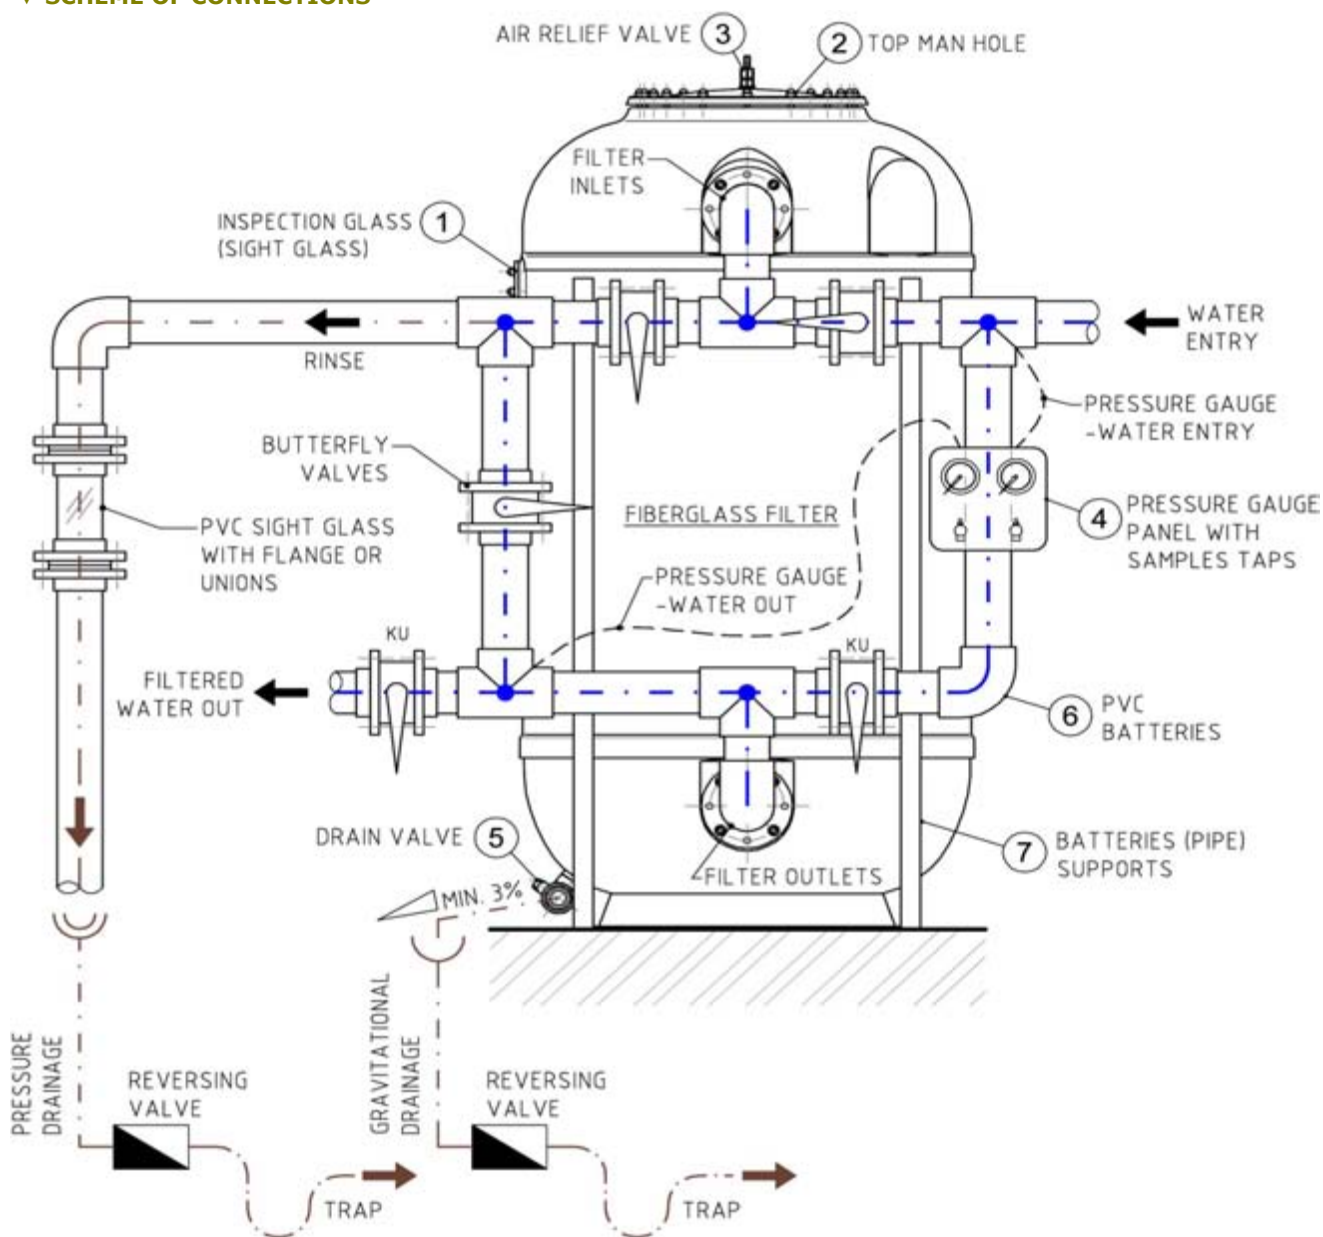 SCHEME OF CONNECTIONS
AIR RELIEF VALVE 3
2 TOP MAN HOLE
FILTER
INLETS
INSPECTION GLASS 1
(SIGHT GLASS)
RINSE
WATER
ENTRY
PRESSURE GAUGE
-WATER ENTRY
BUTTERFLY
VALVES
PVC SIGHT GLASS
WITH FLANGE OR
UNIONS
FIBERGLASS FILTER
4 PRESSURE GAUGE
PANEL WITH
SAMPLES TAPS
PRESSURE GAUGE
-WATER OUT
KU
KU
FILTERED
WATER OUT
6 PVC
BATTERIES
DRAIN VALVE 5
7 BATTERIES (PIPE)
SUPPORTS
FILTER OUTLETS
MIN. 3%
PRESSURE
DRAINAGE
REVERSING
VALVE
TRAP
GRAVITATIONAL
DRAINAGE
REVERSING
VALVE
TRAP